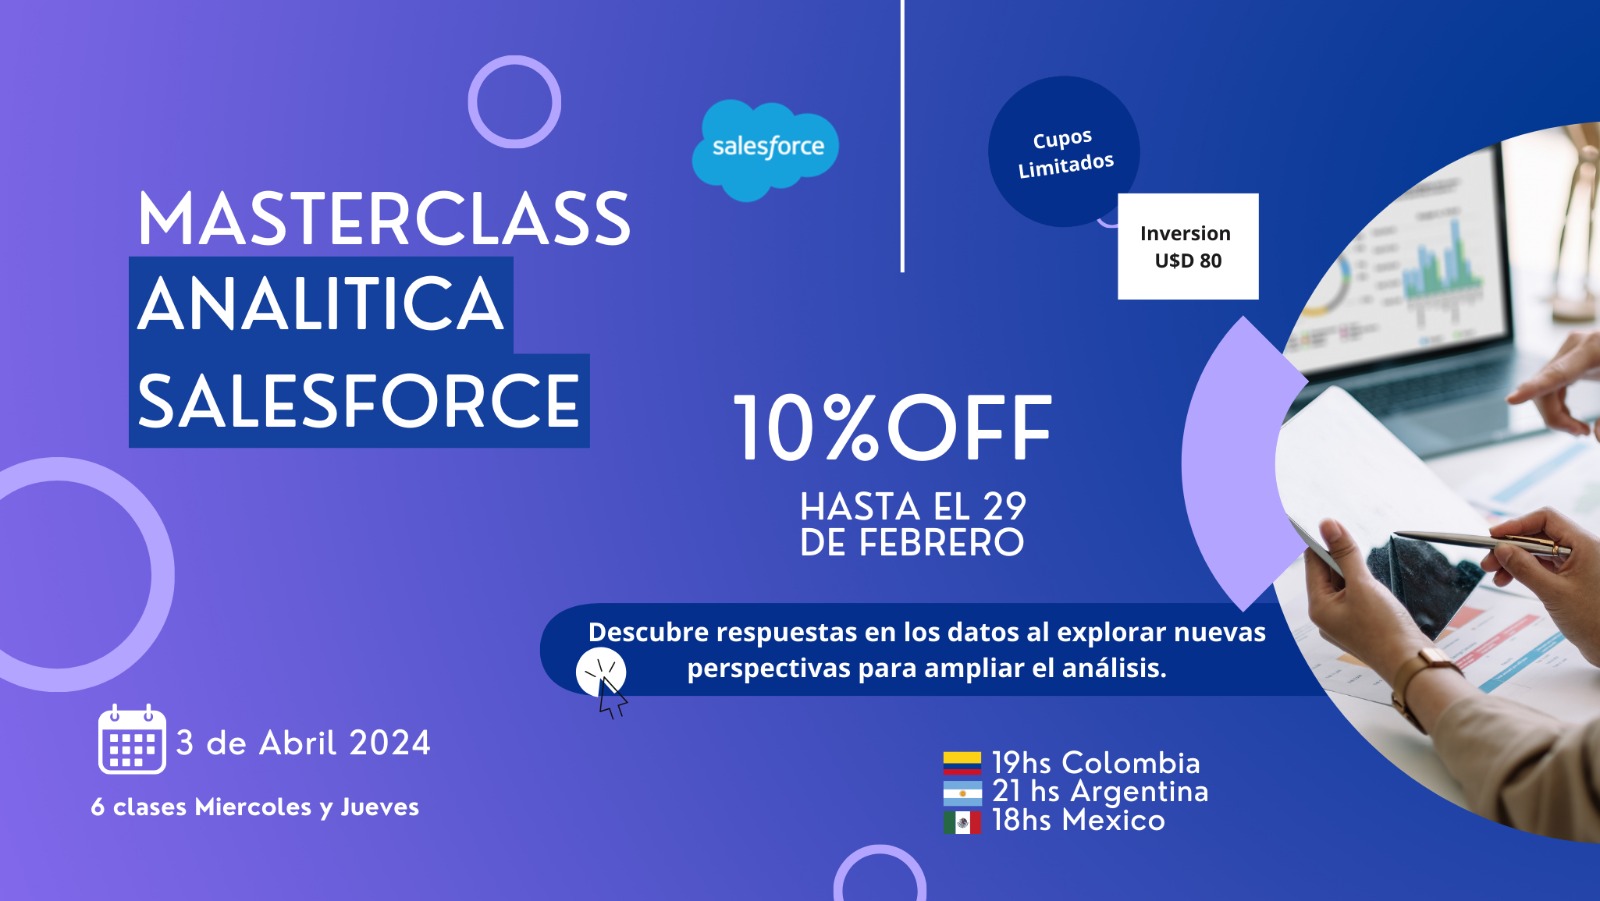 salesforce
Cupos
Limitados
MASTERCLASS
ANALITICA
SALESFORCE
Inversion
U$D 80
10%OFF
HASTA EL 29
DE FEBRERO
Descubre respuestas en los datos al explorar nuevas
perspectivas para ampliar el análisis.
3 de Abril 2024
6 clases Miercoles y Jueves
19hs Colombia
21 hs Argentina
18hs Mexico